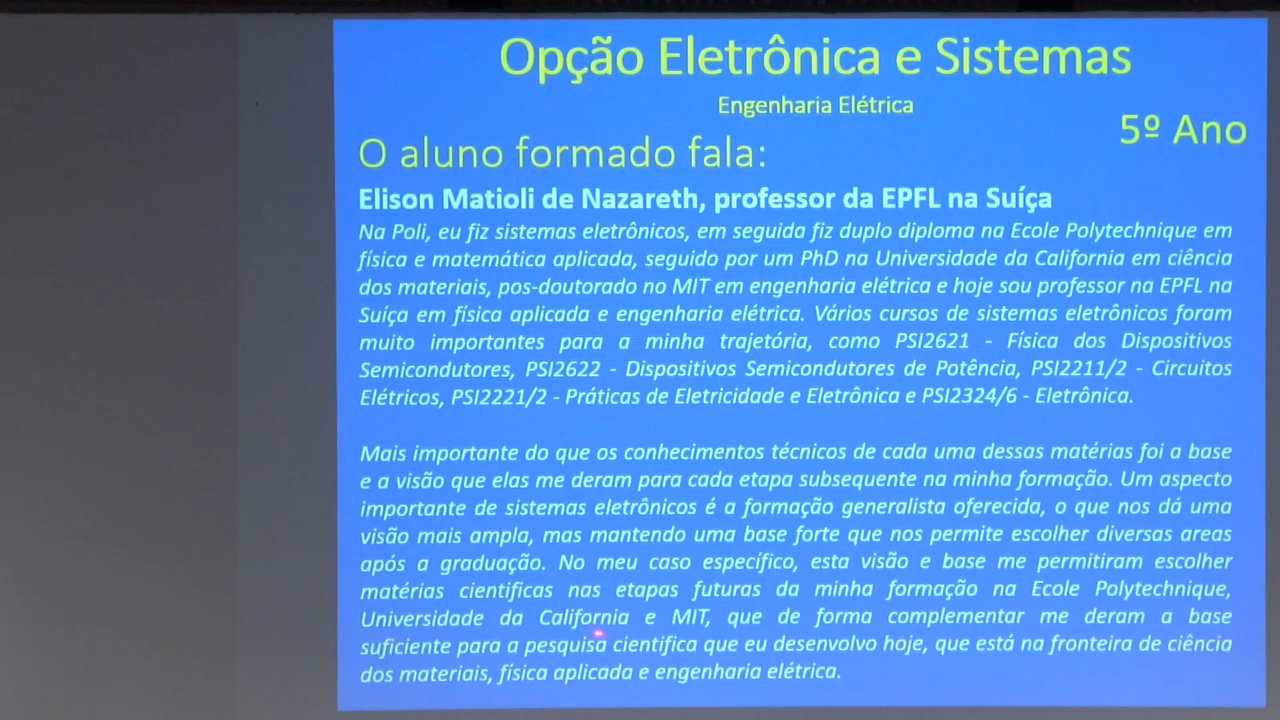 Opção Eletrônica e Sistemas
Engenharia Elétrica
5º Ano
O aluno formado fala:
Elison Matioli de Nazareth, professor da EPFL na Suíça
Na Poli, eu fiz sistemas eletrônicos, em seguida fiz duplo diploma na Ecole Polytechnique em
física e matemática aplicada, seguido por um PhD na Universidade da California em ciência
dos materiais, pos-doutorado no MIT em engenharia elétrica e hoje sou professor na EPFL na
Suíça em física aplicada e engenharia elétrica. Vários cursos de sistemas eletrônicos foram
muito importantes para a minha trajetória, como PSI2621 - Física dos Dispositivos
Semicondutores, PSI2622 - Dispositivos Semicondutores de Potência, PSI2211/2 - Circuitos
Elétricos, PSI2221/2 - Práticas de Eletricidade e Eletrônica e PSI2324/6 - Eletrônica.
Mais importante do que os conhecimentos técnicos de cada uma dessas matérias foi a base
e a visão que elas me deram para cada etapa subsequente na minha formação. Um aspecto
importante de sistemas eletrônicos é a formação generalista oferecida, o que nos dá uma
visão mais ampla, mas mantendo uma base forte que nos permite escolher diversas areas
após a graduação. No meu caso específico, esta visão e base me permitiram escolher
matérias cientificas nas etapas futuras da minha formação na Ecole Polytechnique,
Universidade da California e MIT, que de forma complementar me deram a base
suficiente para a pesquisa cientifica que eu desenvolvo hoje, que está na fronteira de ciência
dos materiais, física aplicada e engenharia elétrica.